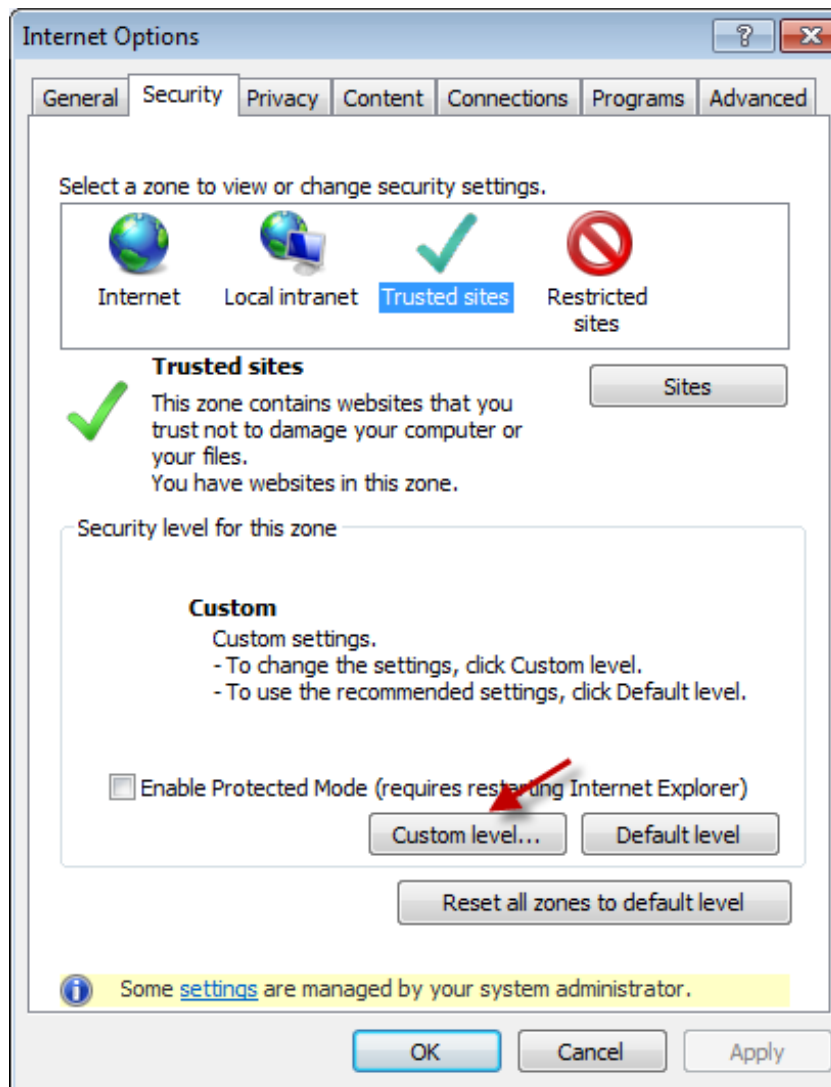 Internet Options
General Security Privacy Content Connections Programs Advanced
Select a zone to view or change security settings.
Internet Local intranet Trusted sites Restricted sites
Trusted sites
Sites
This zone contains websites that you
trust not to damage your computer or
your files.
You have websites in this zone.
Security level for this zone
Custom
Custom settings.
- To change the settings, click Custom level.
- To use the recommended settings, click Default level.
Enable Protected Mode (requires restarting Internet Explorer)
Custom level... Default level
Reset all zones to default level
Some settings are managed by your system administrator.
OK Cancel Apply